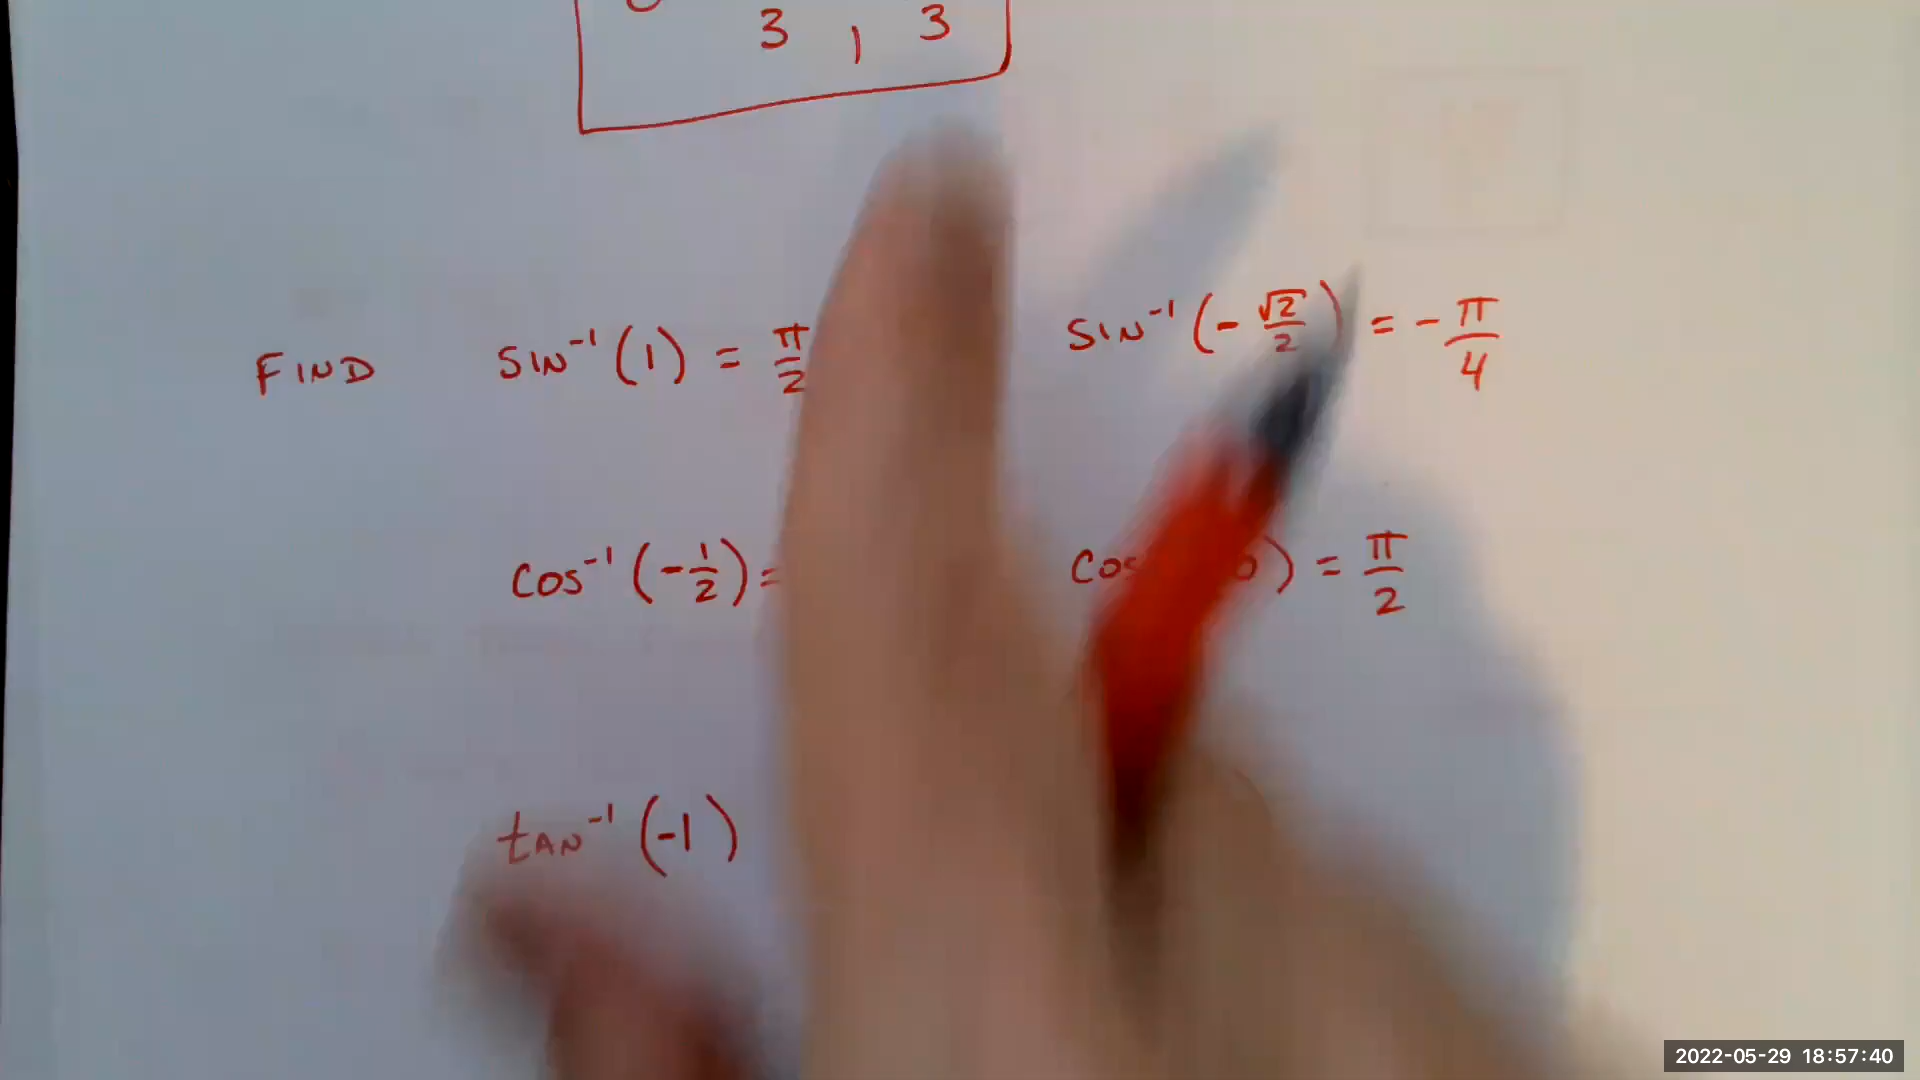 3 , 3
FIND sin⁻¹(1) = π/2 sin⁻¹(-√2/2) = -π/4
cos⁻¹(-1/2) = cos ) = π/2
tan⁻¹(-1)
2022-05-29 18:57:40